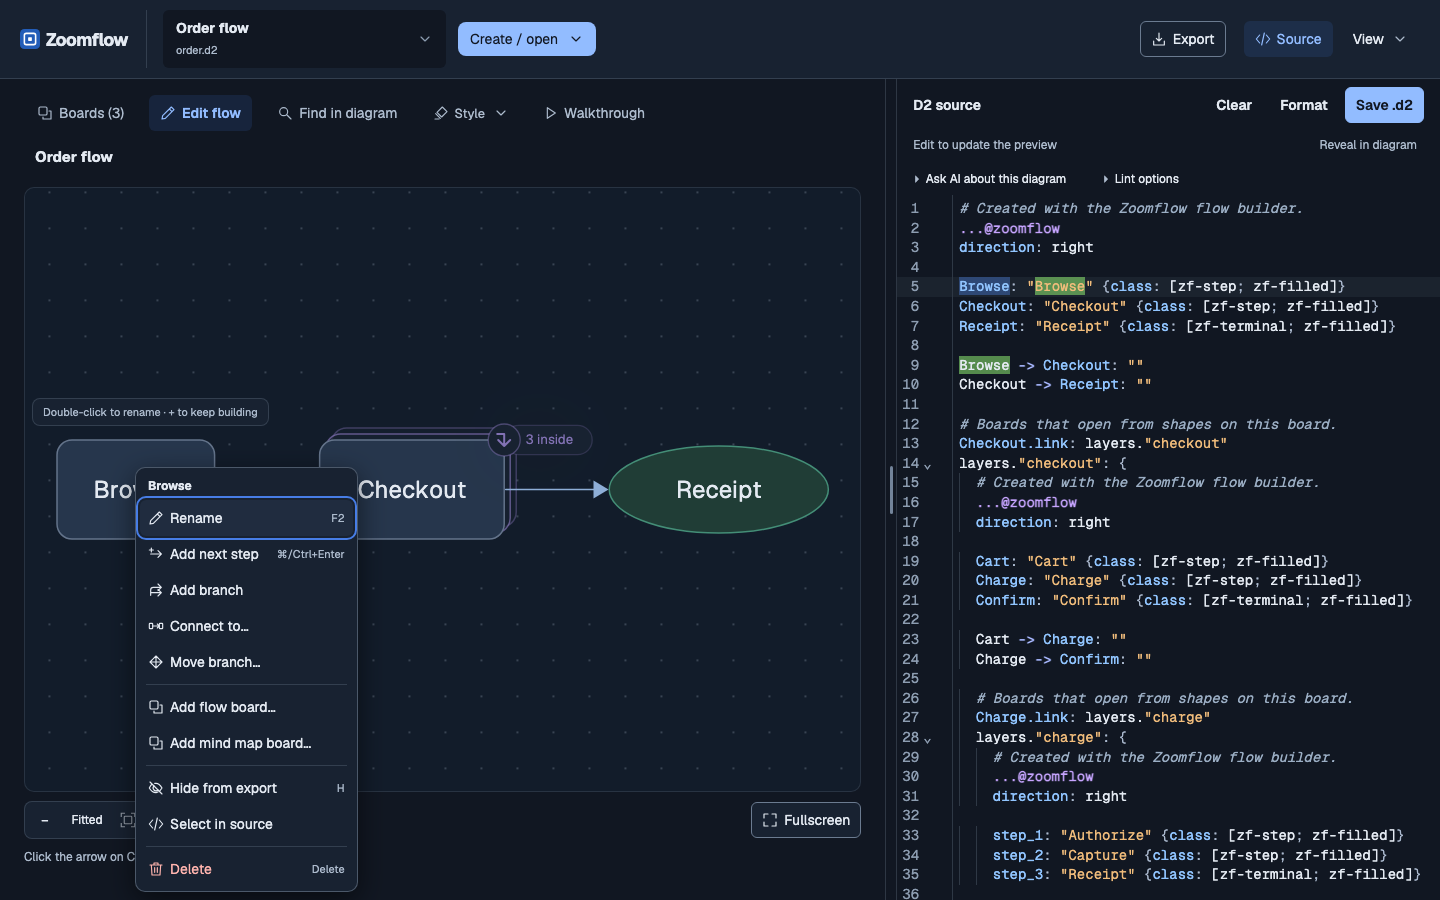 Zoomflow
Order flow
order.d2
Create / open
Export
Source
View
Boards (3)
Edit flow
Find in diagram
Style
Walkthrough
Order flow
Double-click to rename · + to keep building
3 inside
Checkout
Receipt
Browse
Rename F2
Add next step ⌘/Ctrl+Enter
Add branch
Connect to...
Move branch...
Add flow board...
Add mind map board...
Hide from export H
Select in source
Delete Delete
− Fitted
Fullscreen
Click the arrow on
D2 source
Clear
Format
Save .d2
Edit to update the preview
Reveal in diagram
Ask AI about this diagram
Lint options
1 # Created with the Zoomflow flow builder.
2 ...@zoomflow
3 direction: right
4
5 Browse: "Browse" {class: [zf-step; zf-filled]}
6 Checkout: "Checkout" {class: [zf-step; zf-filled]}
7 Receipt: "Receipt" {class: [zf-terminal; zf-filled]}
8
9 Browse -> Checkout: ""
10 Checkout -> Receipt: ""
11
12 # Boards that open from shapes on this board.
13 Checkout.link: layers."checkout"
14 layers."checkout": {
15 # Created with the Zoomflow flow builder.
16 ...@zoomflow
17 direction: right
18
19 Cart: "Cart" {class: [zf-step; zf-filled]}
20 Charge: "Charge" {class: [zf-step; zf-filled]}
21 Confirm: "Confirm" {class: [zf-terminal; zf-filled]}
22
23 Cart -> Charge: ""
24 Charge -> Confirm: ""
25
26 # Boards that open from shapes on this board.
27 Charge.link: layers."charge"
28 layers."charge": {
29 # Created with the Zoomflow flow builder.
30 ...@zoomflow
31 direction: right
32
33 step_1: "Authorize" {class: [zf-step; zf-filled]}
34 step_2: "Capture" {class: [zf-step; zf-filled]}
35 step_3: "Receipt" {class: [zf-terminal; zf-filled]}
36